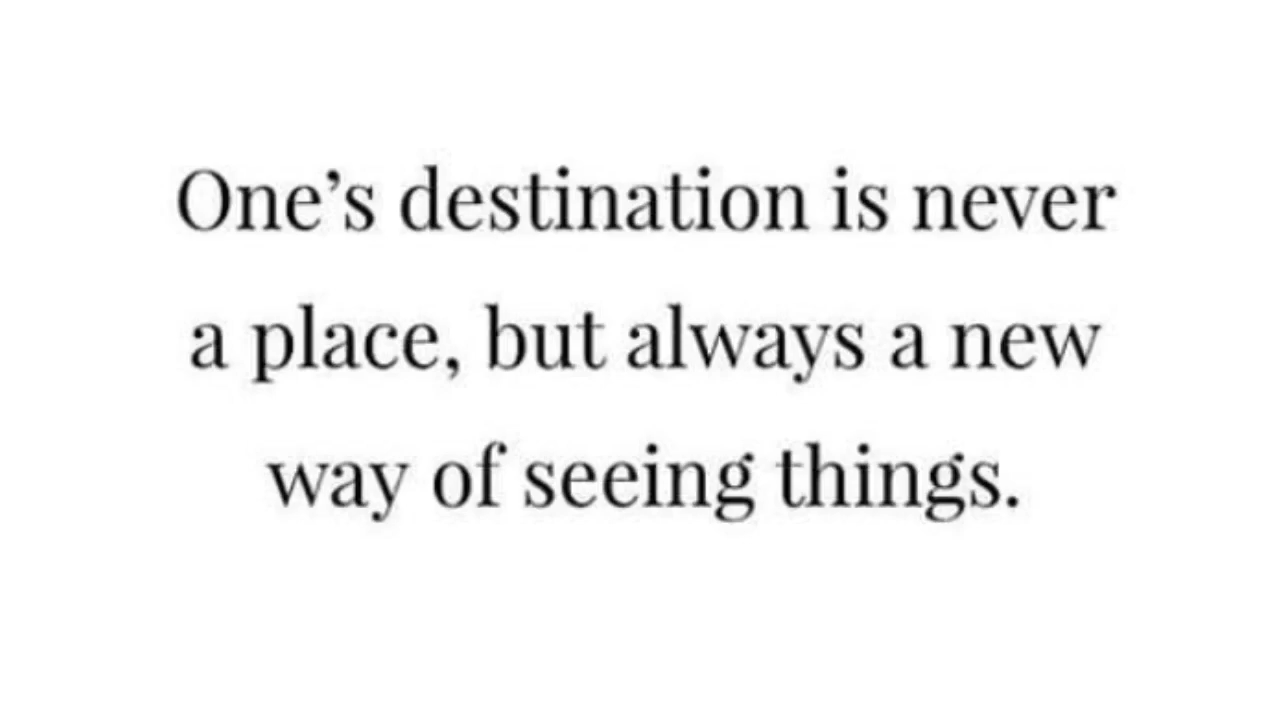 One’s destination is never
a place, but always a new
way of seeing things.